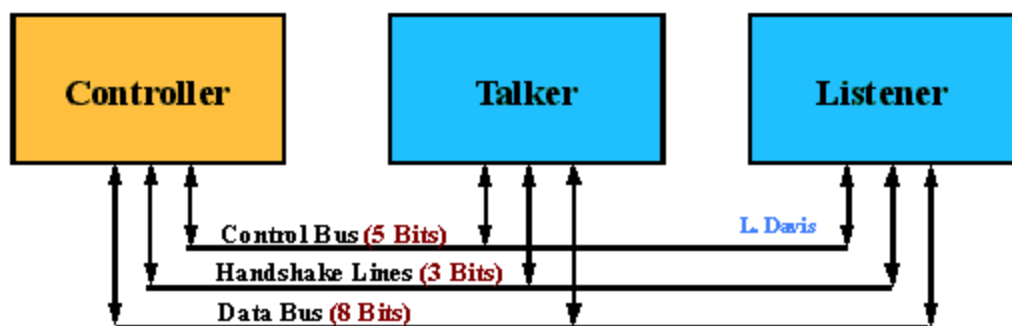 Controller
Talker
Listener
L. Davis
Control Bus (5 Bits)
Handshake Lines (3 Bits)
Data Bus (8 Bits)